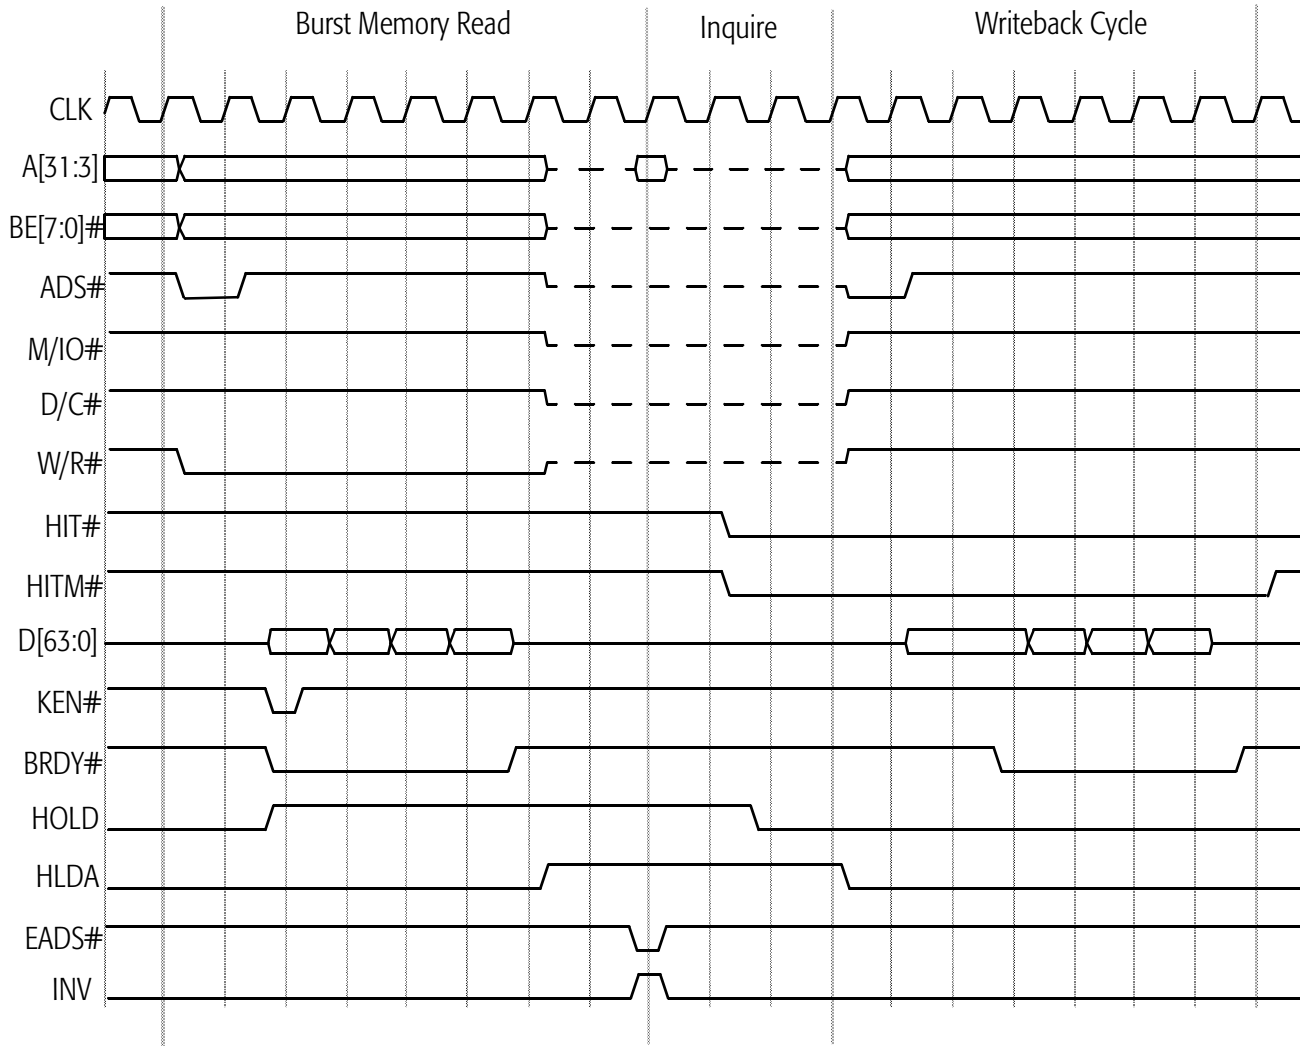 Burst Memory Read
Inquire
Writeback Cycle
CLK
A[31:3]
BE[7:0]#
ADS#
M/IO#
D/C#
W/R#
HIT#
HITM#
D[63:0]
KEN#
BRDY#
HOLD
HLDA
EADS#
INV